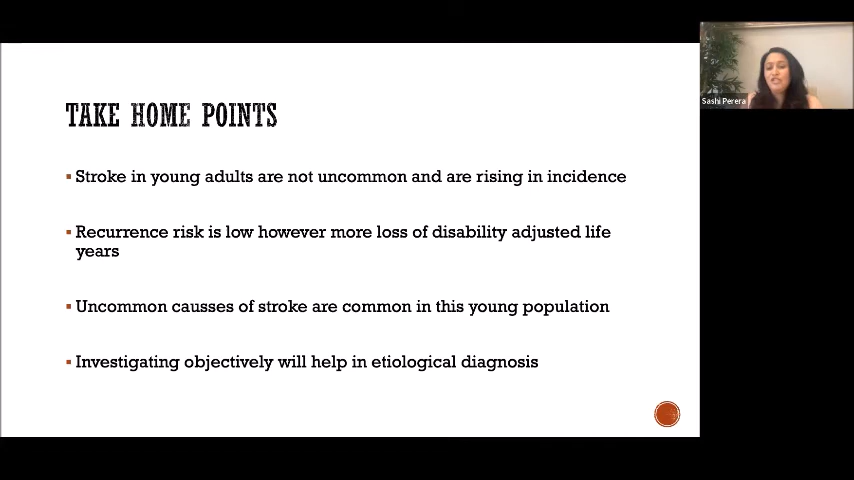 TAKE HOME POINTS
Sashi Perera
▪ Stroke in young adults are not uncommon and are rising in incidence
▪ Recurrence risk is low however more loss of disability adjusted life
years
▪ Uncommon causses of stroke are common in this young population
▪ Investigating objectively will help in etiological diagnosis